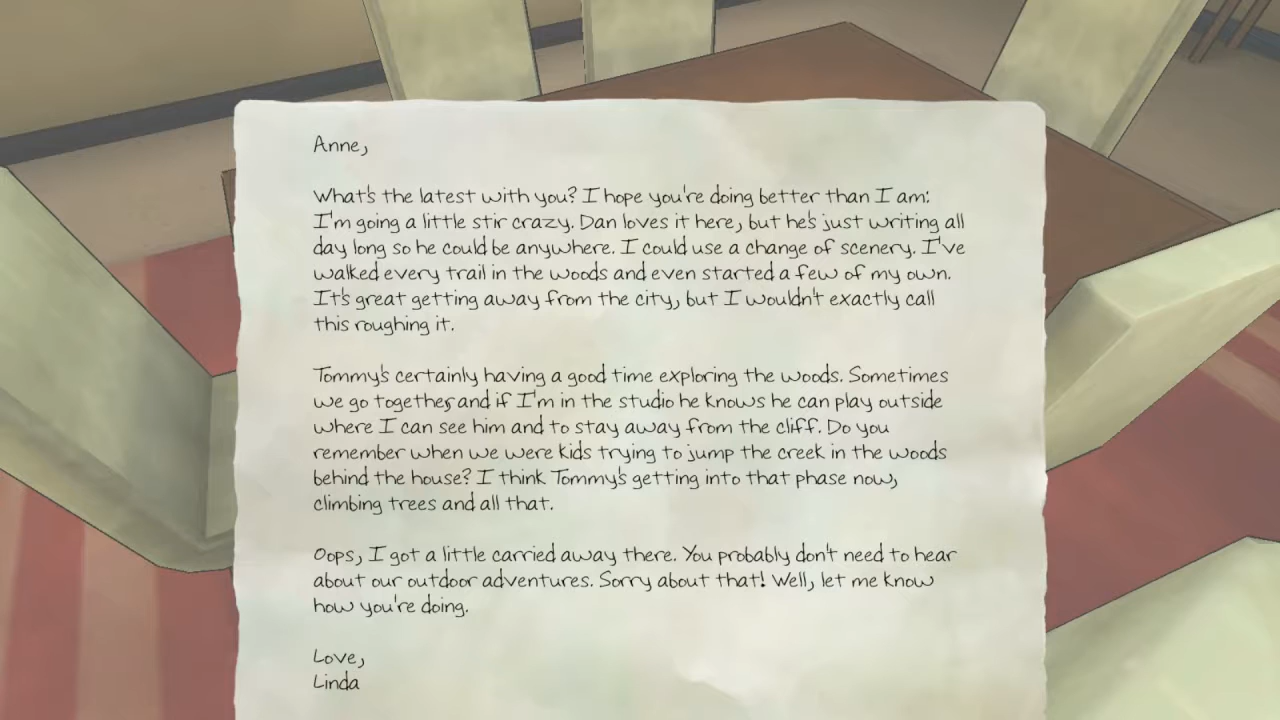 Anne,
What's the latest with you? I hope you're doing better than I am:
I'm going a little stir crazy. Dan loves it here, but he's just writing all
day long so he could be anywhere. I could use a change of scenery. I've
walked every trail in the woods and even started a few of my own.
It's great getting away from the city, but I wouldn't exactly call
this roughing it.
Tommy's certainly having a good time exploring the woods. Sometimes
we go together, and if I'm in the studio he knows he can play outside
where I can see him and to stay away from the cliff. Do you
remember when we were kids trying to jump the creek in the woods
behind the house? I think Tommy's getting into that phase now,
climbing trees and all that.
Oops, I got a little carried away there. You probably don't need to hear
about our outdoor adventures. Sorry about that! Well, let me know
how you're doing.
Love,
Linda